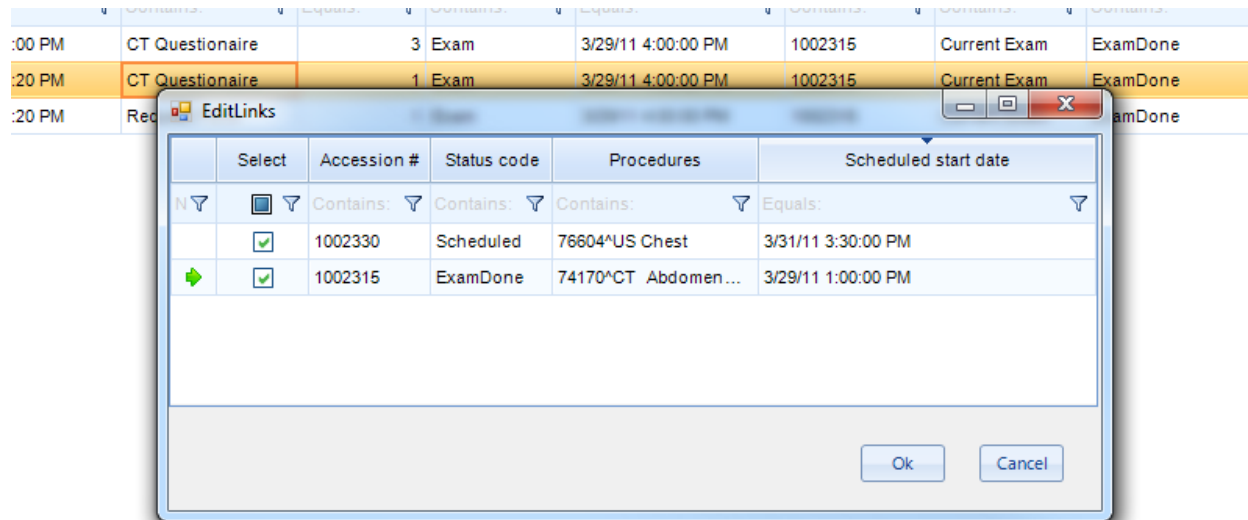 Contains: Equals: Contains: Equals: Contains: Contains: Contains:
:00 PM CT Questionaire 3 Exam 3/29/11 4:00:00 PM 1002315 Current Exam ExamDone
:20 PM CT Questionaire 1 Exam 3/29/11 4:00:00 PM 1002315 Current Exam ExamDone
:20 PM Rec amDone
EditLinks
Select Accession # Status code Procedures Scheduled start date
N Contains: Contains: Contains: Equals:
1002330 Scheduled 76604^US Chest 3/31/11 3:30:00 PM
1002315 ExamDone 74170^CT Abdomen... 3/29/11 1:00:00 PM
Ok Cancel